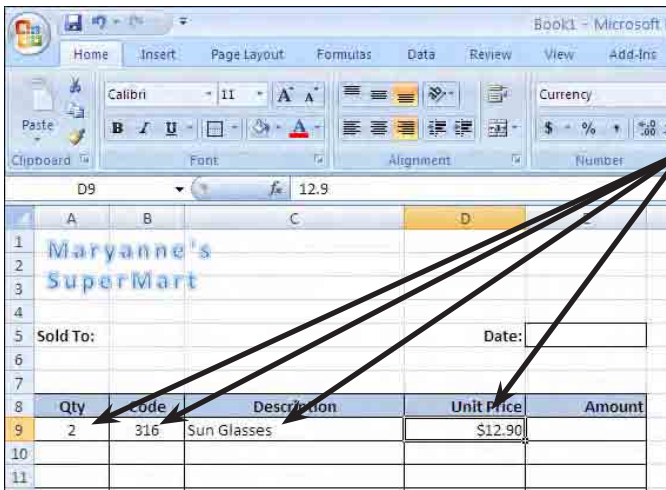 Book1 - Microsoft
Home Insert Page Layout Formulas Data Review View Add-Ins
Calibri 11 A A Currency
Paste B I U A $ % , .00
Clipboard Font Alignment Number
D9 fx 12.9
A B C D
1 Maryanne's
2
3 SuperMart
4
5 Sold To: Date:
6
7
8 Qty Code Description Unit Price Amount
9 2 316 Sun Glasses $12.90
10
11